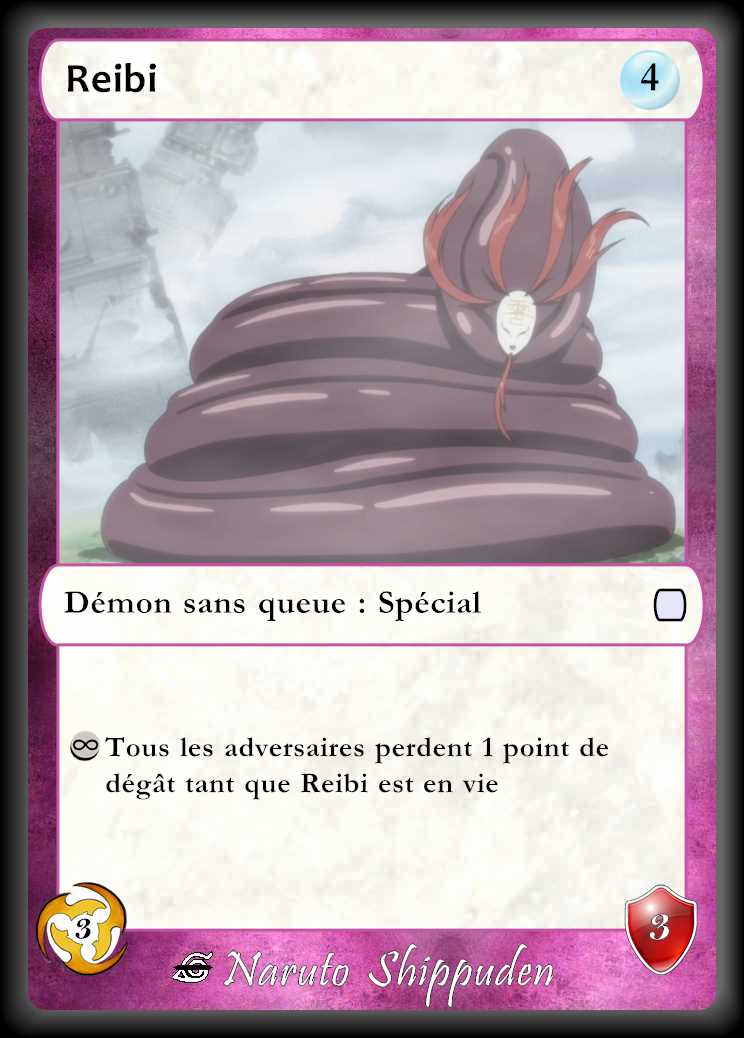 Reibi
4
Démon sans queue : Spécial
∞ Tous les adversaires perdent 1 point de
dégât tant que Reibi est en vie
3
3
Naruto Shippuden